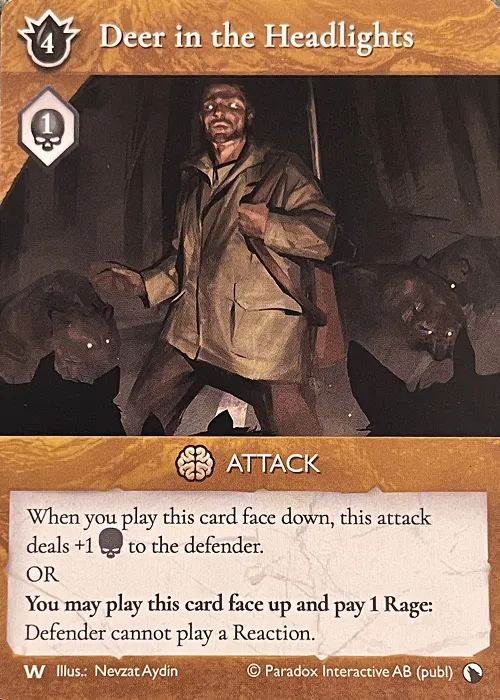 4 Deer in the Headlights
1
ATTACK
When you play this card face down, this attack
deals +1 to the defender.
OR
You may play this card face up and pay 1 Rage:
Defender cannot play a Reaction.
W Illus.: Nevzat Aydin © Paradox Interactive AB (publ)